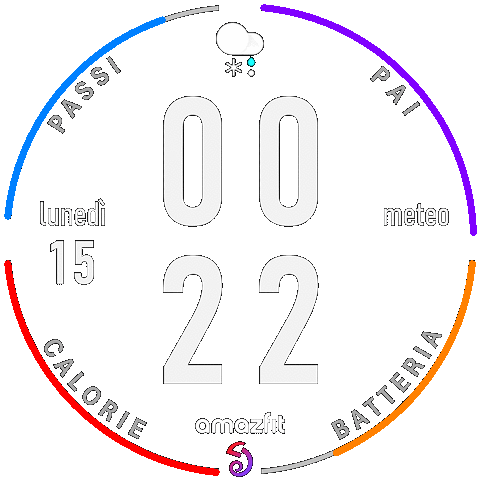 PASSI
PAI
00
lunedì
meteo
15
22
CALORIE
BATTERIA
amazfit